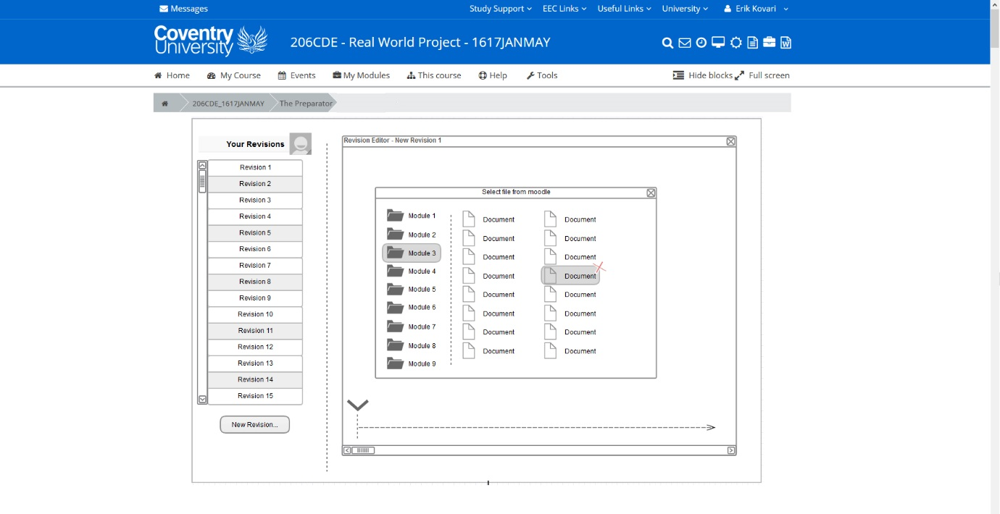 Messages Study Support EEC Links Useful Links University Erik Kovari
Coventry
University
206CDE - Real World Project - 1617JANMAY
Home My Course Events My Modules This course Help Tools Hide blocks Full screen
206CDE_1617JANMAY The Preparator
Your Revisions
Revision 1
Revision 2
Revision 3
Revision 4
Revision 5
Revision 6
Revision 7
Revision 8
Revision 9
Revision 10
Revision 11
Revision 12
Revision 13
Revision 14
Revision 15
New Revision...
Revision Editor - New Revision 1
Select file from moodle
Module 1
Module 2
Module 3
Module 4
Module 5
Module 6
Module 7
Module 8
Module 9
Document Document
Document Document
Document Document
Document Document
Document Document
Document Document
Document Document
Document Document